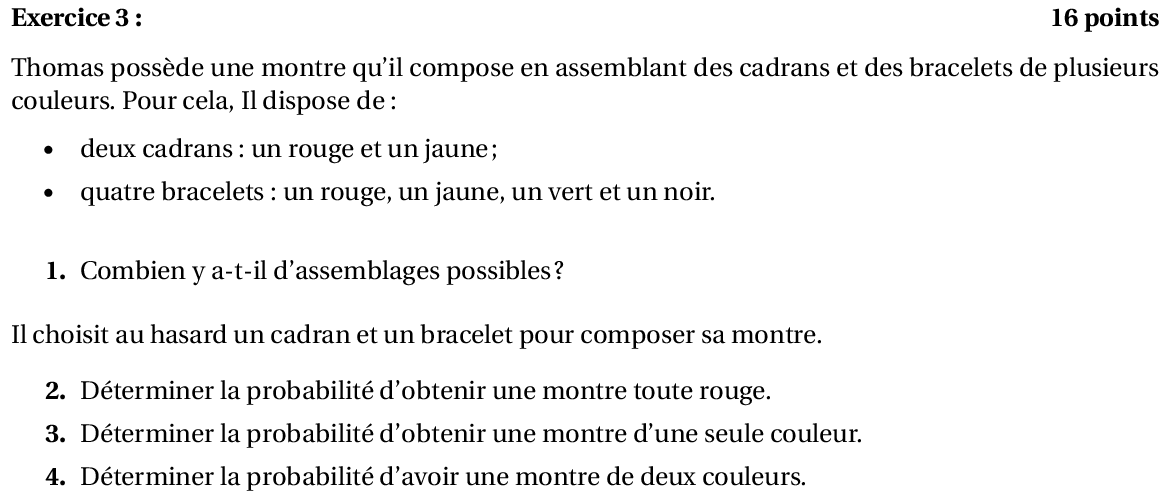 Exercice 3 : 16 points
Thomas possède une montre qu'il compose en assemblant des cadrans et des bracelets de plusieurs
couleurs. Pour cela, Il dispose de :
• deux cadrans : un rouge et un jaune ;
• quatre bracelets : un rouge, un jaune, un vert et un noir.
1. Combien y a-t-il d'assemblages possibles ?
Il choisit au hasard un cadran et un bracelet pour composer sa montre.
2. Déterminer la probabilité d'obtenir une montre toute rouge.
3. Déterminer la probabilité d'obtenir une montre d'une seule couleur.
4. Déterminer la probabilité d'avoir une montre de deux couleurs.